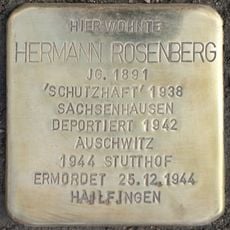 HIER WOHNTE
HERMANN ROSENBERG
JG. 1891
'SCHUTZHAFT' 1938
SACHSENHAUSEN
DEPORTIERT 1942
AUSCHWITZ
1944 STUTTHOF
ERMORDET 25.12.1944
HAILFINGEN